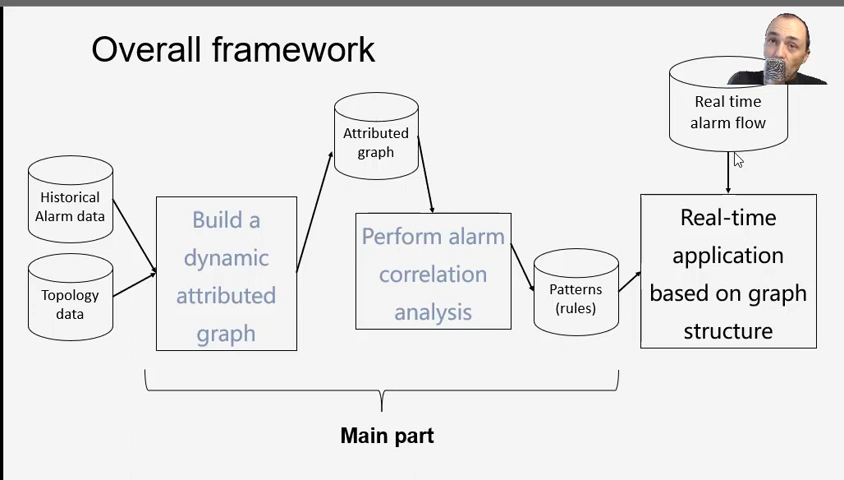 Overall framework
Real time
alarm flow
Attributed
graph
Historical
Alarm data
Topology
data
Build a
dynamic
attributed
graph
Perform alarm
correlation
analysis
Patterns
(rules)
Real-time
application
based on graph
structure
Main part